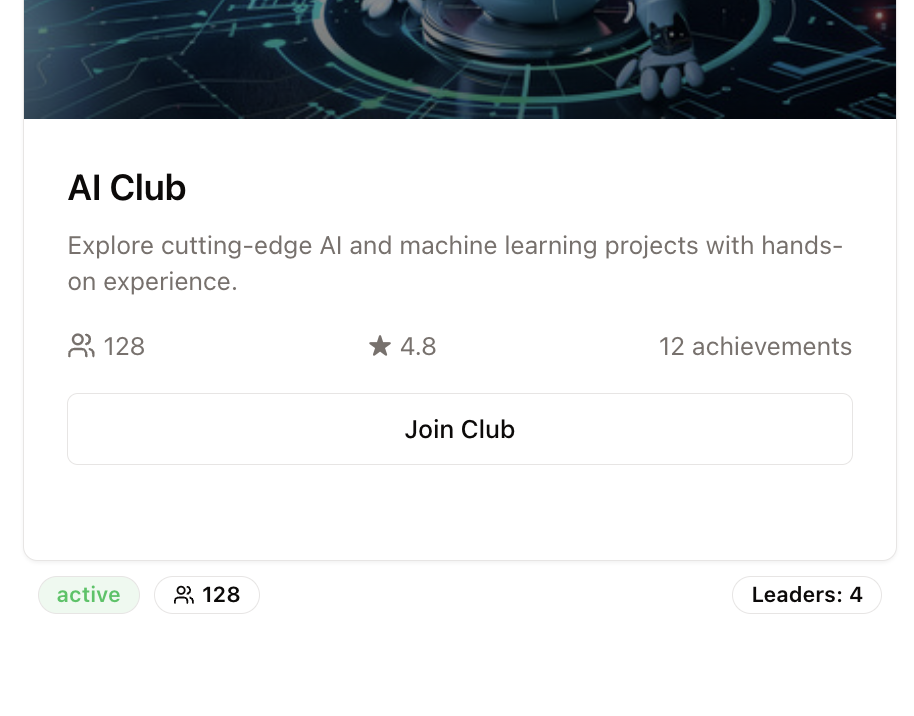 AI Club
Explore cutting-edge AI and machine learning projects with hands-
on experience.
128
4.8
12 achievements
Join Club
active
128
Leaders: 4